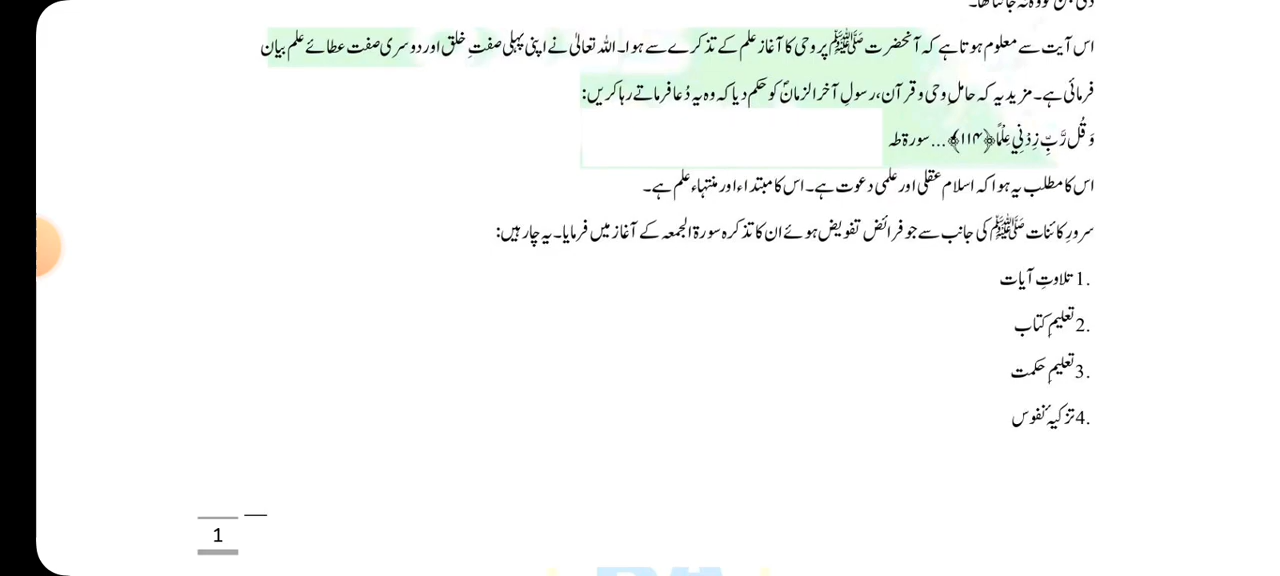 اس آیت سے معلوم ہوتا ہے کہ آنحضرت ﷺ پر وحی کا آغاز علم کے تذکرے سے ہوا۔ اللہ تعالیٰ نے اپنی پہلی صفتِ خلق اور دوسری صفت عطائے علم بیان
فرمائی ہے۔ مزید یہ کہ حاملِ وحی و قرآن، رسولِ آخر الزمانؐ کو حکم دیا کہ وہ یہ دُعا فرماتے رہا کریں:
وَقُل رَّ‌بِّ زِدْنِي عِلْمًا ﴿١١٤﴾... سورۃ طہ
اس کا مطلب یہ ہوا کہ اسلام عقلی اور علمی دعوت ہے۔ اس کا مبتداء اور منتہاء علم ہے۔
سرورِ کائنات ﷺ کی جانب سے جو فرائض تفویض ہوئے ان کا تذکرہ سورۃ الجمعہ کے آغاز میں فرمایا۔ یہ چار ہیں:
1. تلاوتِ آیات
2. تعلیمِ کتاب
3. تعلیمِ حکمت
4. تزکیۂ نفوس
1